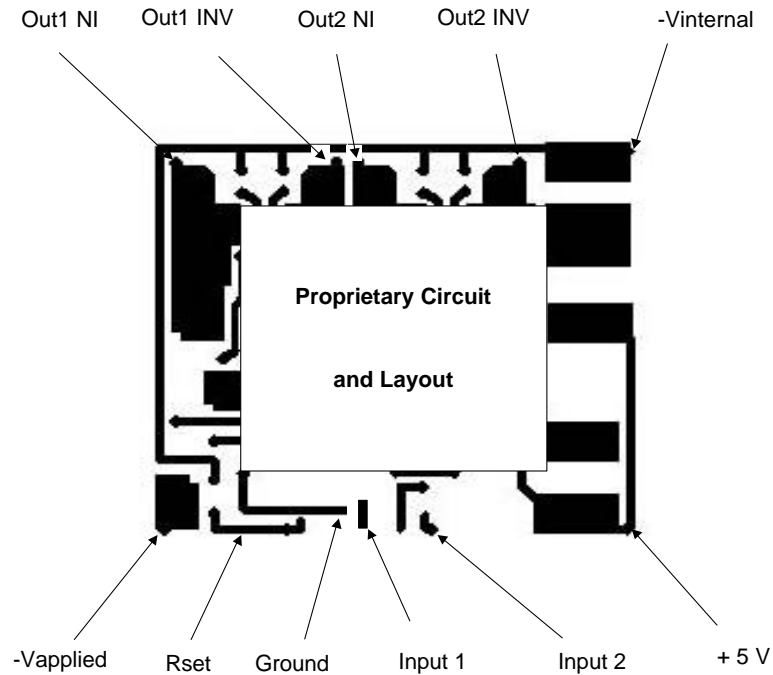 Out1 NI
Out1 INV
Out2 NI
Out2 INV
-Vinternal
Proprietary Circuit
and Layout
-Vapplied
Rset
Ground
Input 1
Input 2
+ 5 V